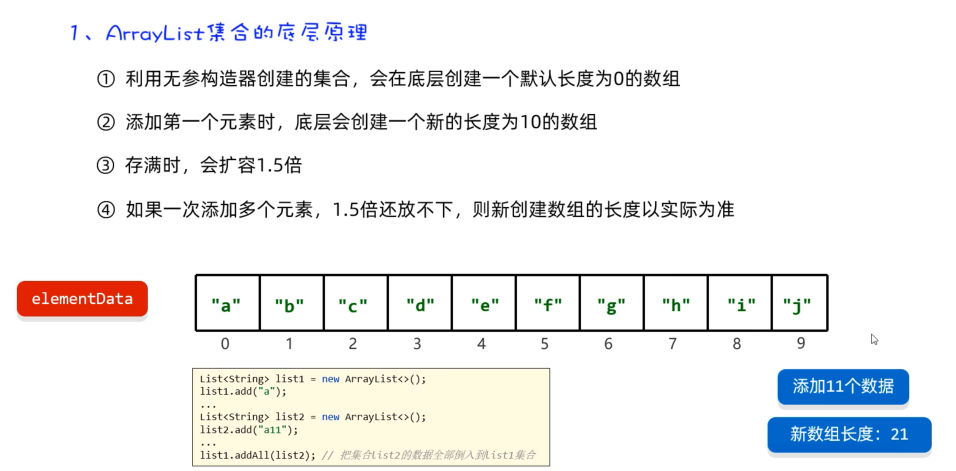 1、ArrayList集合的底层原理
① 利用无参构造器创建的集合，会在底层创建一个默认长度为0的数组
② 添加第一个元素时，底层会创建一个新的长度为10的数组
③ 存满时，会扩容1.5倍
④ 如果一次添加多个元素，1.5倍还放不下，则新创建数组的长度以实际为准
elementData
"a" "b" "c" "d" "e" "f" "g" "h" "i" "j"
0 1 2 3 4 5 6 7 8 9
List<String> list1 = new ArrayList<>();
list1.add("a");
...
List<String> list2 = new ArrayList<>();
list2.add("a11");
...
list1.addAll(list2); // 把集合list2的数据全部倒入到list1集合
添加11个数据
新数组长度：21